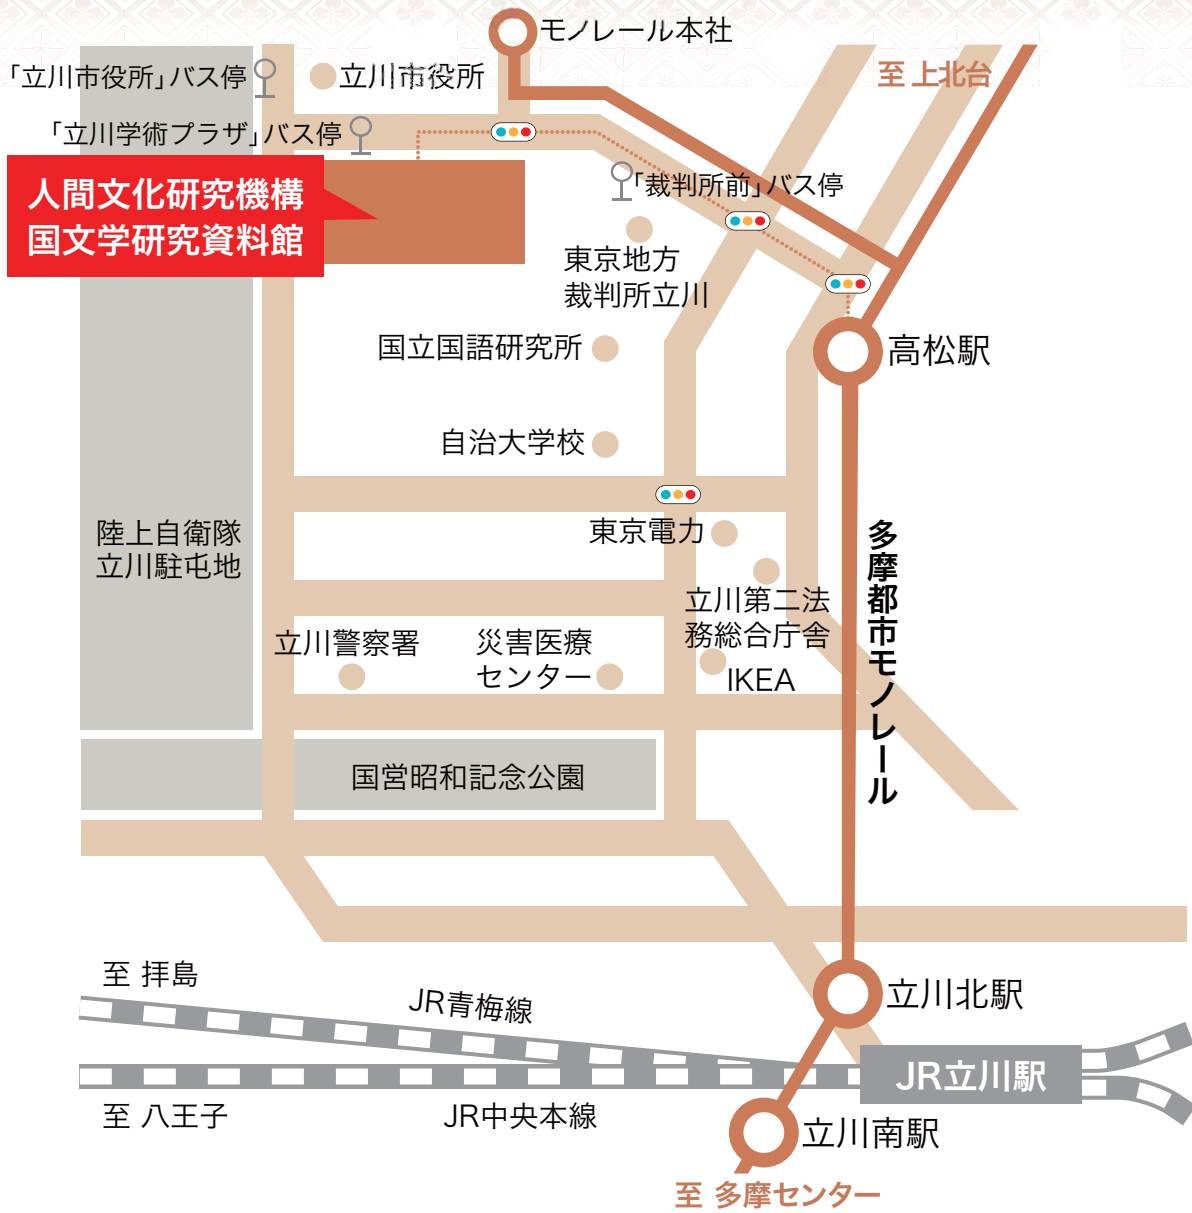 モノレール本社
至 上北台
「立川市役所」バス停
立川市役所
「立川学術プラザ」バス停
人間文化研究機構
国文学研究資料館
「裁判所前」バス停
東京地方
裁判所立川
国立国語研究所
高松駅
自治大学校
陸上自衛隊
立川駐屯地
東京電力
多摩都市モノレール
立川第二法
務総合庁舎
立川警察署
災害医療
センター
IKEA
国営昭和記念公園
至 拝島
JR青梅線
立川北駅
JR立川駅
至 八王子
JR中央本線
立川南駅
至 多摩センター